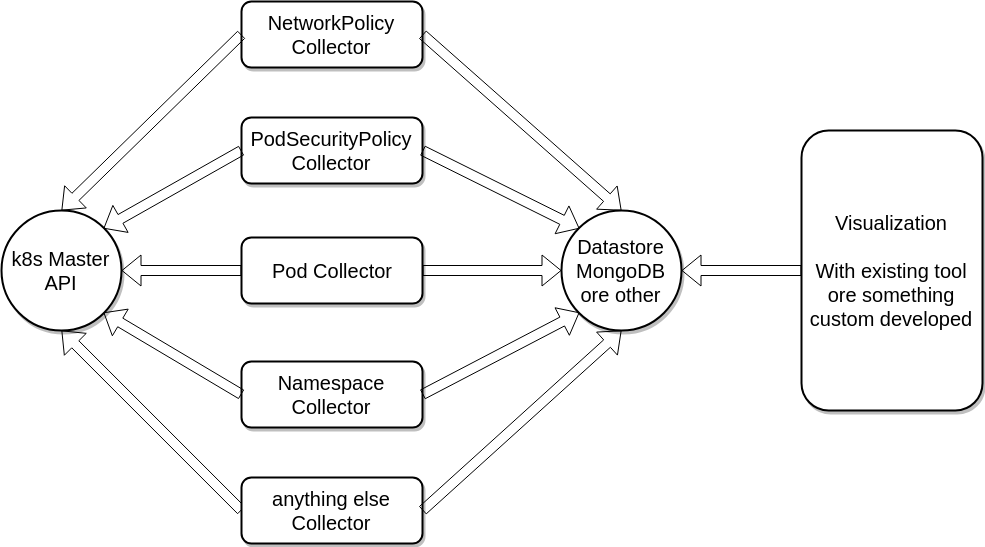 NetworkPolicy
Collector
PodSecurityPolicy
Collector
k8s Master
API
Pod Collector
Datastore
MongoDB
ore other
Visualization
With existing tool
ore something
custom developed
Namespace
Collector
anything else
Collector